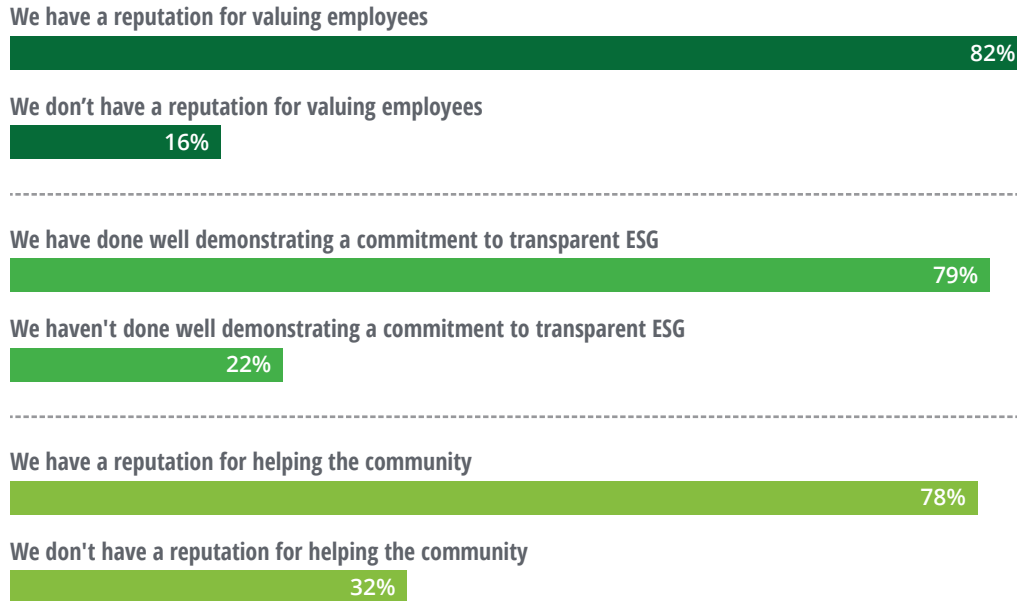 We have a reputation for valuing employees
82%
We don’t have a reputation for valuing employees
16%
We have done well demonstrating a commitment to transparent ESG
79%
We haven't done well demonstrating a commitment to transparent ESG
22%
We have a reputation for helping the community
78%
We don't have a reputation for helping the community
32%